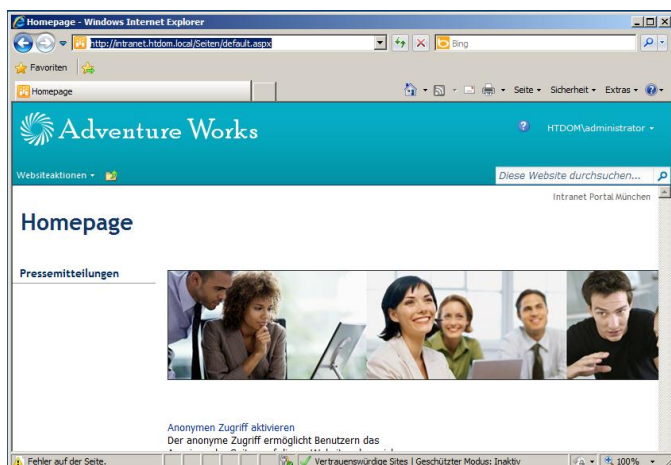 Homepage - Windows Internet Explorer
http://intranet.htdom.local/Seiten/default.aspx
Bing
Favoriten
Homepage
Seite
Sicherheit
Extras
Adventure Works
HTDOM\administrator
Websiteaktionen
Diese Website durchsuchen...
Intranet Portal München
Homepage
Pressemitteilungen
Anonymen Zugriff aktivieren
Der anonyme Zugriff ermöglicht Benutzern das
Fehler auf der Seite.
Vertrauenswürdige Sites | Geschützter Modus: Inaktiv
100%